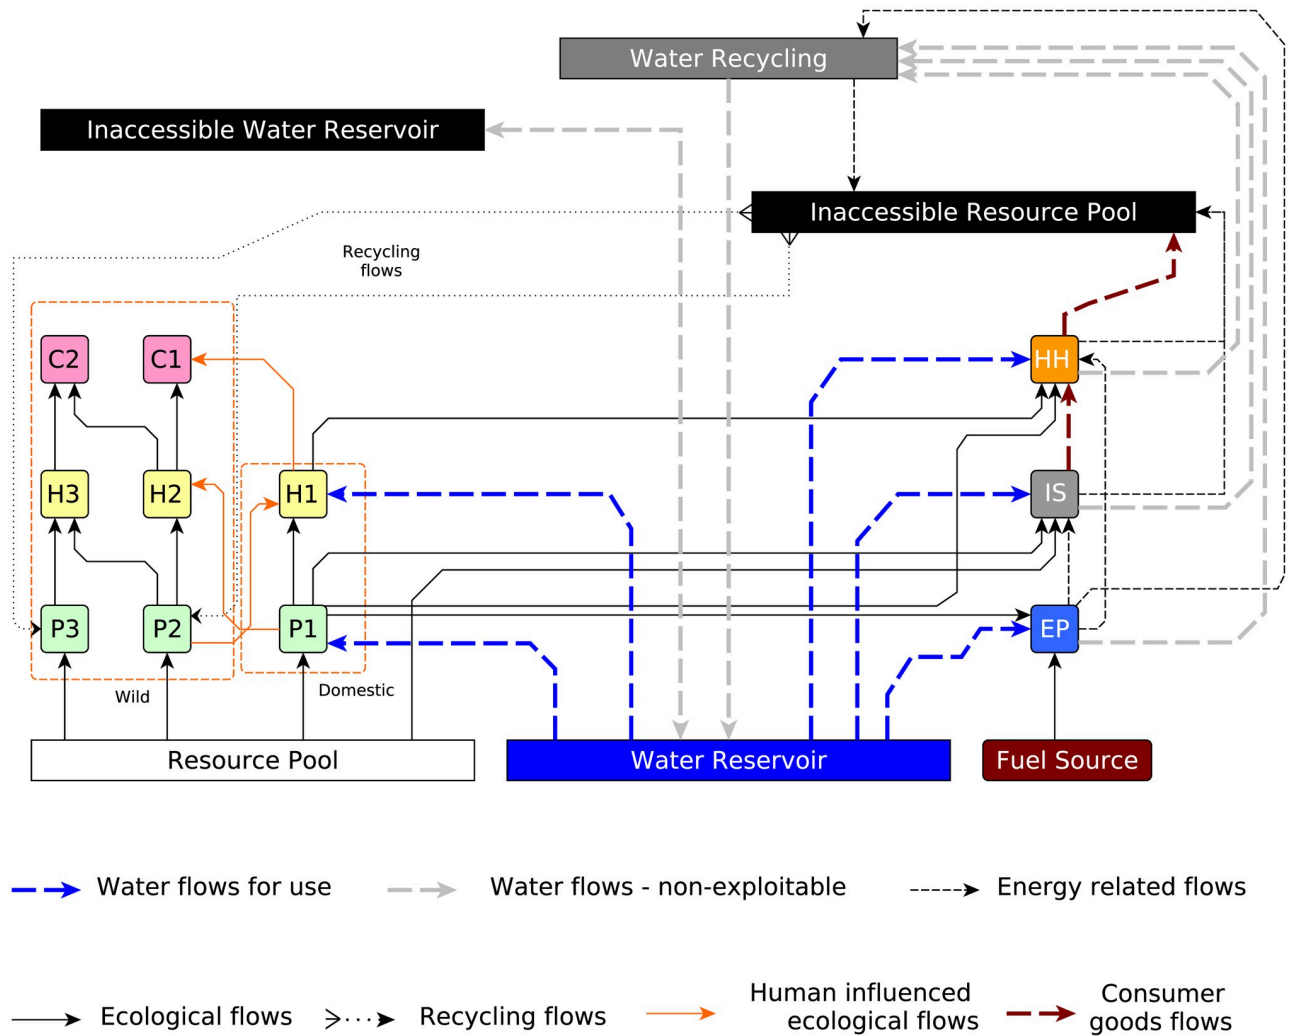 Water Recycling
Inaccessible Water Reservoir
Inaccessible Resource Pool
Recycling
flows
C2
C1
HH
H3
H2
H1
IS
P3
P2
P1
EP
Wild
Domestic
Resource Pool
Water Reservoir
Fuel Source
Water flows for use
Water flows - non-exploitable
Energy related flows
Ecological flows
Recycling flows
Human influenced
ecological flows
Consumer
goods flows